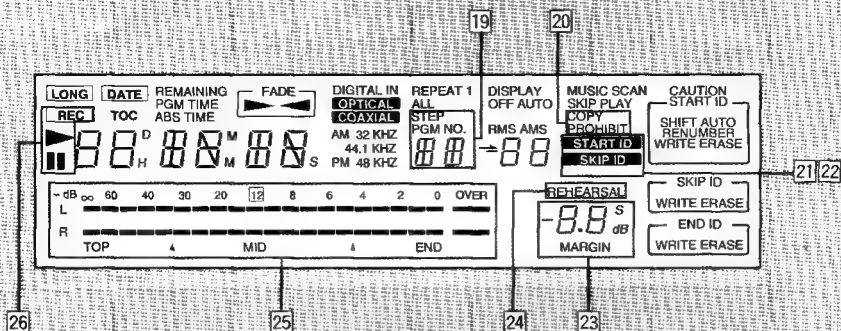 19 20
LONG DATE REMAINING FADE DIGITAL IN REPEAT 1 DISPLAY MUSIC SCAN CAUTION
PGM TIME OPTICAL ALL OFF AUTO SKIP PLAY START ID
REC TOC ABS TIME COAXIAL STEP COPY SHIFT AUTO
D M AM 32 KHZ PGM NO. RMS AMS PROHIBIT RENUMBER
44.1 KHZ START ID WRITE ERASE
H M S PM 48 KHZ SKIP ID
21 22
- dB ∞ 60 40 30 20 12 8 6 4 2 0 OVER REHEARSAL SKIP ID
L -8.8 S dB WRITE ERASE
R END ID
TOP MID END MARGIN WRITE ERASE
26 25 24 23